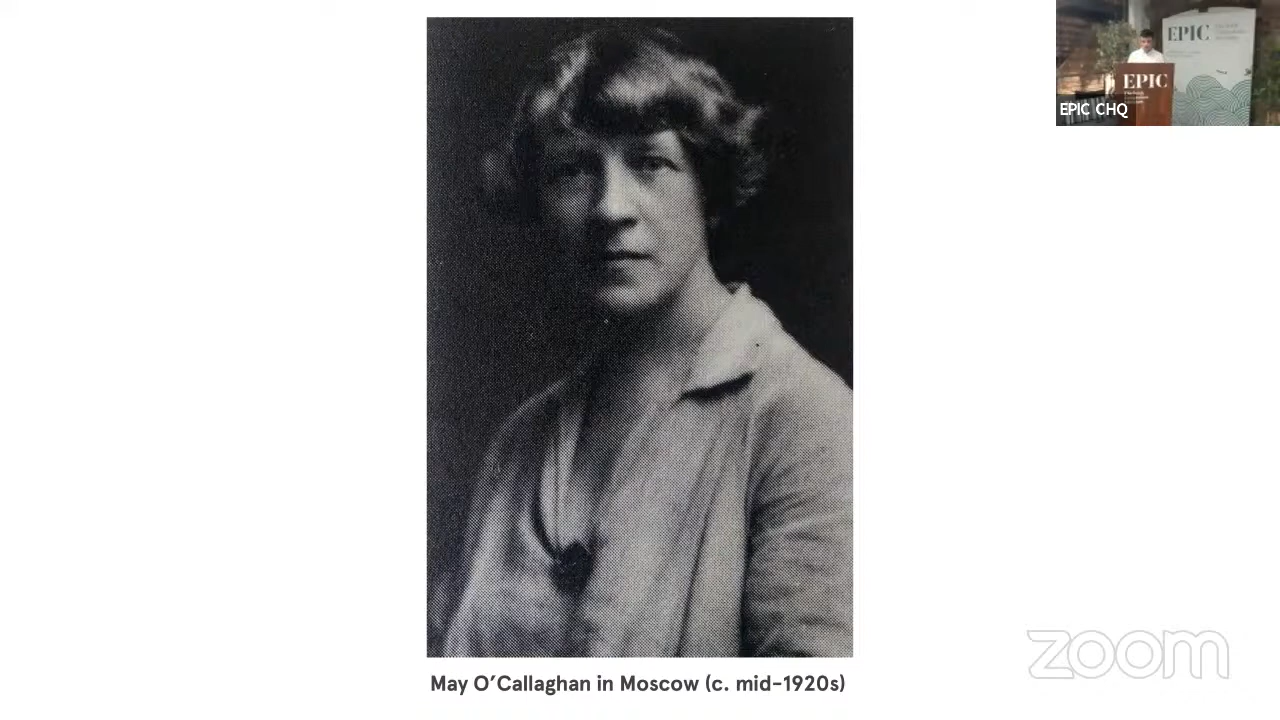 EPIC
EPIC
EPIC CHQ
zoom
May O’Callaghan in Moscow (c. mid-1920s)